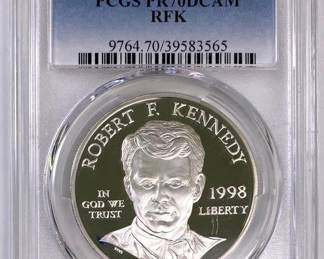 PCGS PR70DCAM
RFK
9764.70/39583565
ROBERT F. KENNEDY
IN
GOD WE
TRUST
1998
LIBERTY